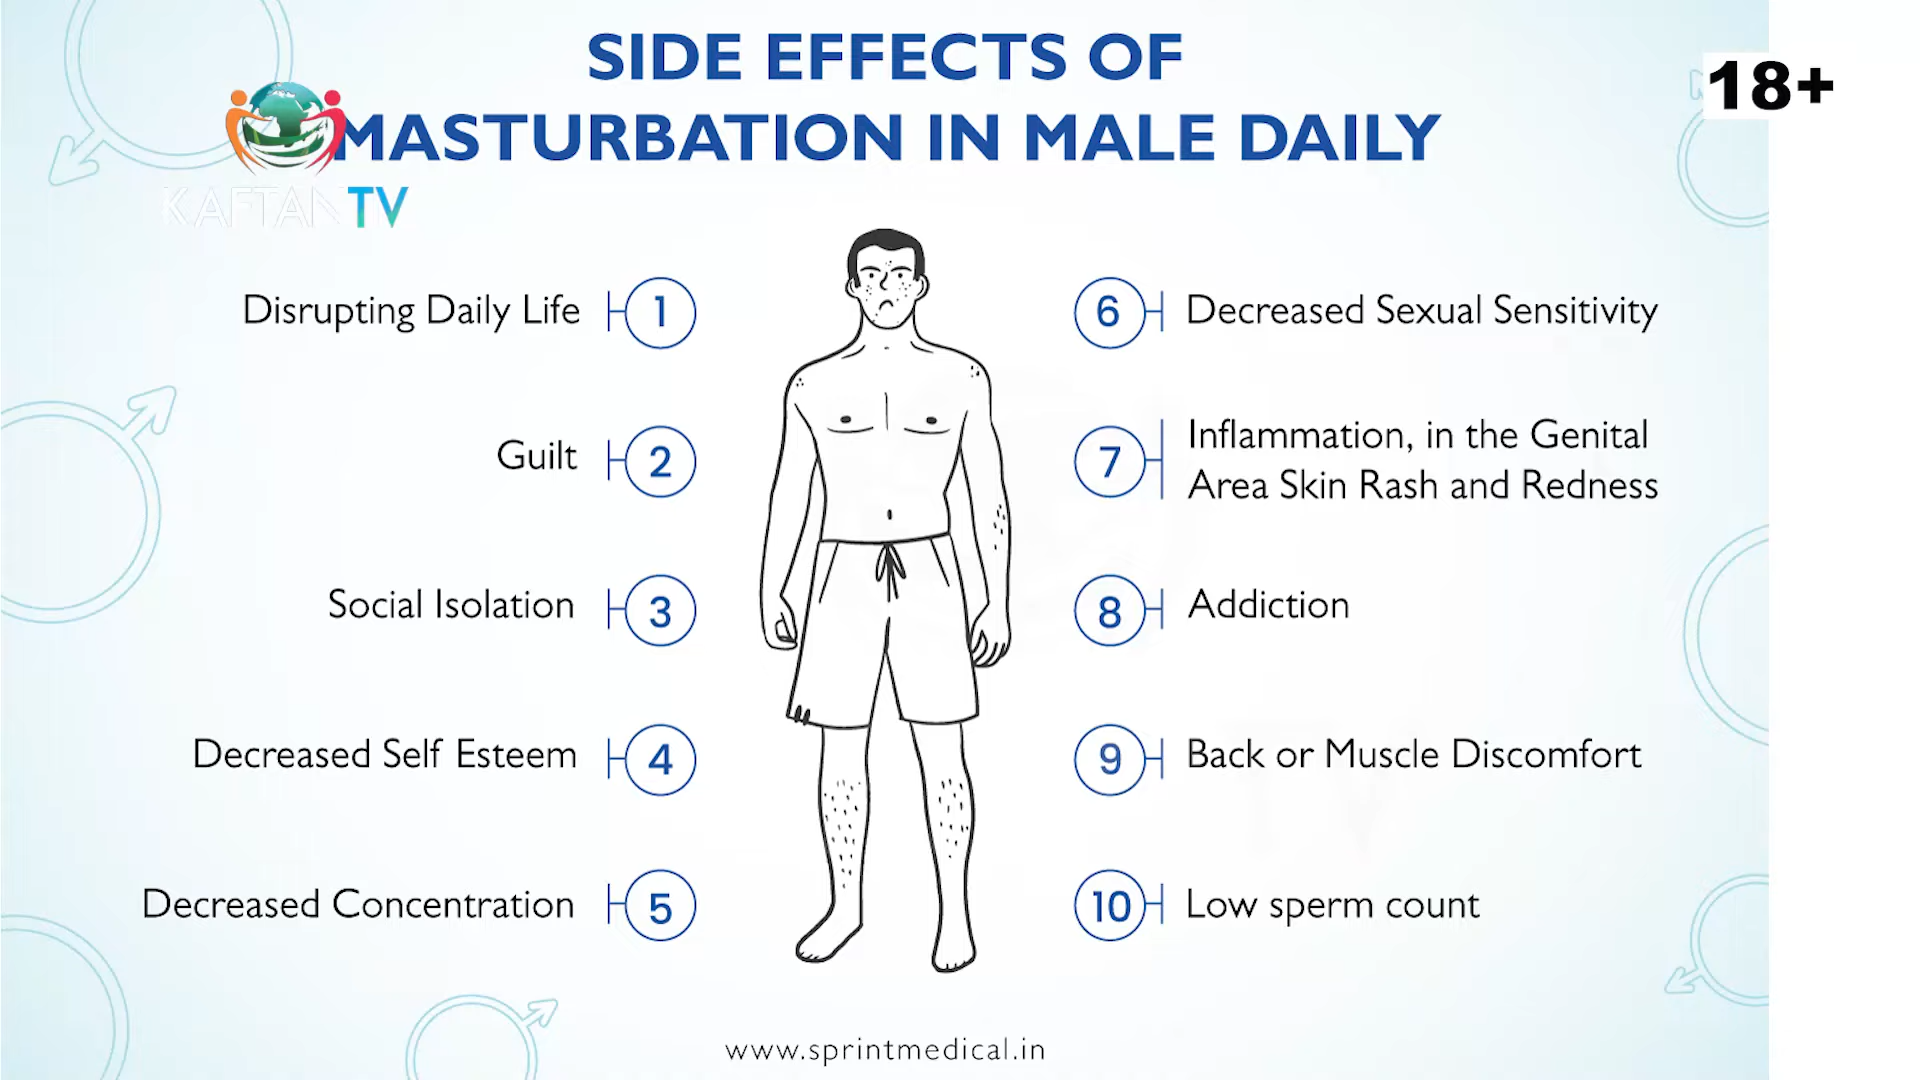 SIDE EFFECTS OF
MASTURBATION IN MALE DAILY
18+
KAFTAN TV
Disrupting Daily Life
1
Guilt
2
Social Isolation
3
Decreased Self Esteem
4
Decreased Concentration
5
6
Decreased Sexual Sensitivity
7
Inflammation, in the Genital
Area Skin Rash and Redness
8
Addiction
9
Back or Muscle Discomfort
10
Low sperm count
www.sprintmedical.in